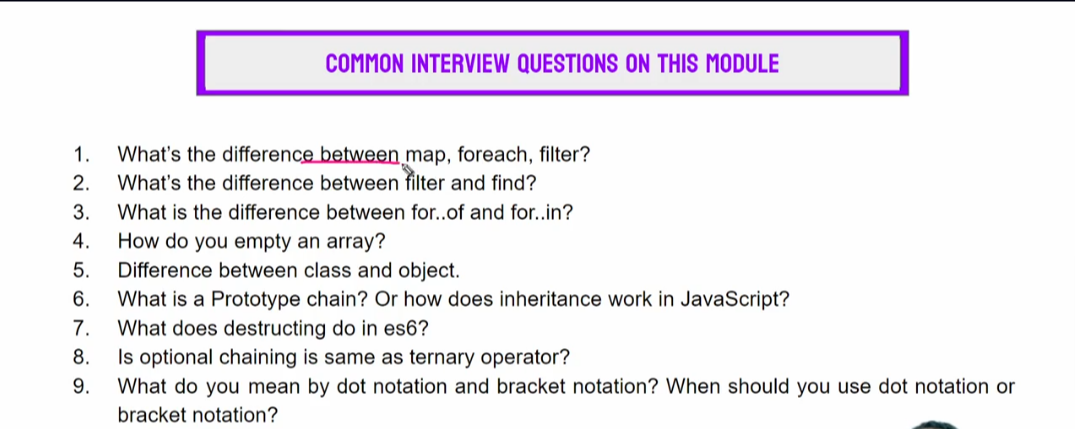 COMMON INTERVIEW QUESTIONS ON THIS MODULE
1. What's the difference between map, foreach, filter?
2. What's the difference between filter and find?
3. What is the difference between for..of and for..in?
4. How do you empty an array?
5. Difference between class and object.
6. What is a Prototype chain? Or how does inheritance work in JavaScript?
7. What does destructing do in es6?
8. Is optional chaining is same as ternary operator?
9. What do you mean by dot notation and bracket notation? When should you use dot notation or
bracket notation?